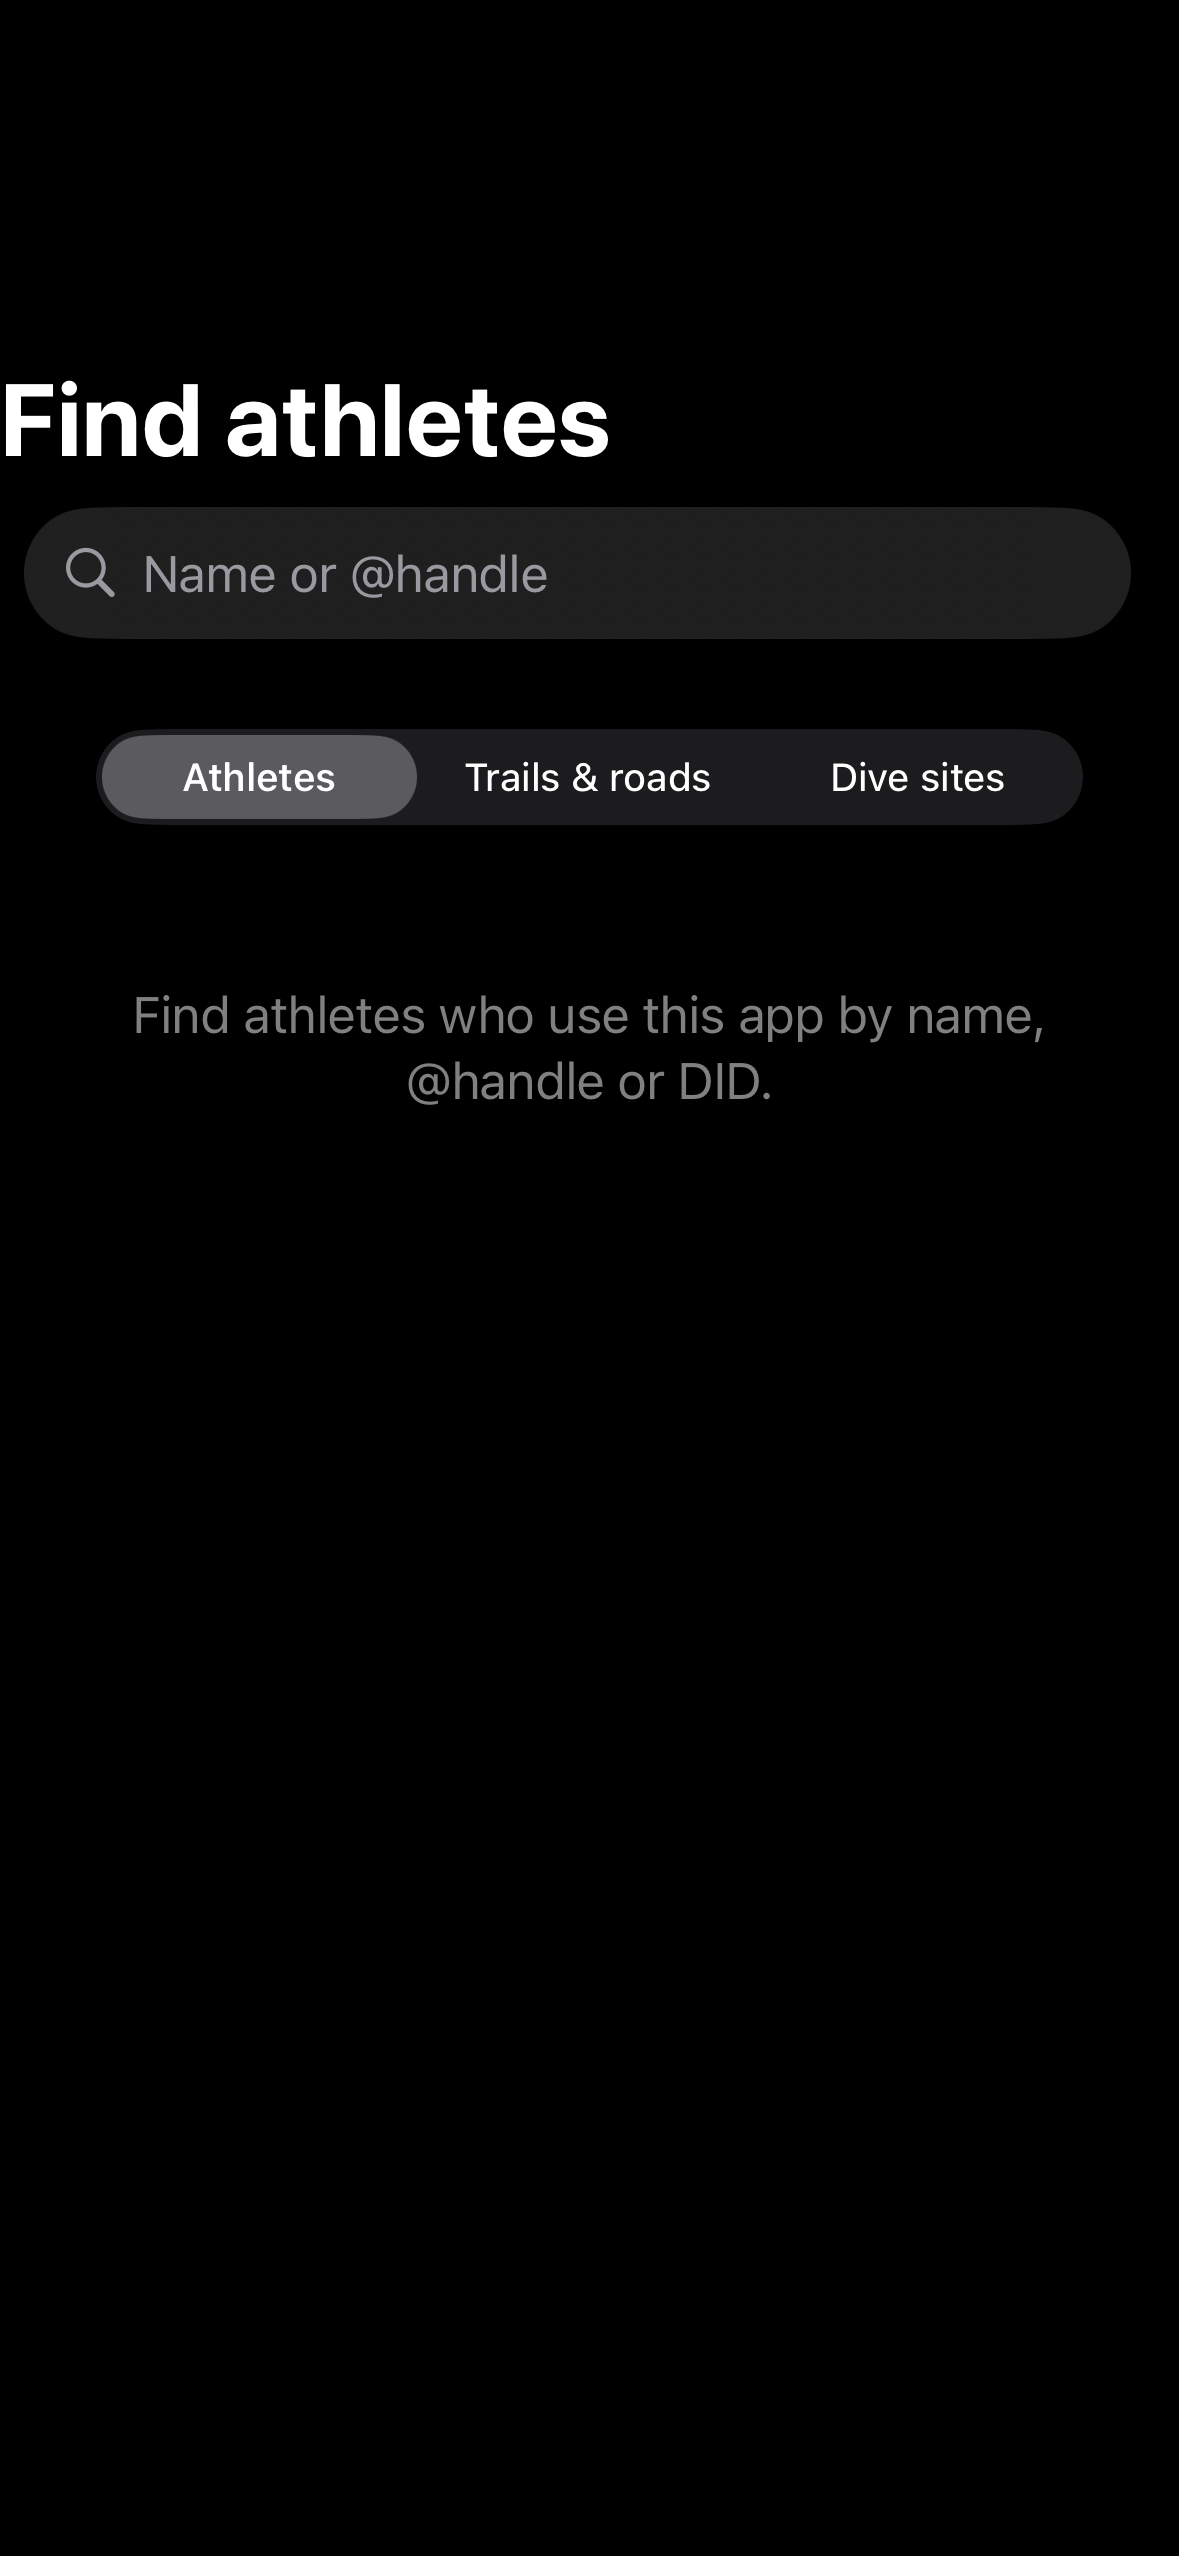 Find athletes
Name or @handle
Athletes
Trails & roads
Dive sites
Find athletes who use this app by name,
@handle or DID.